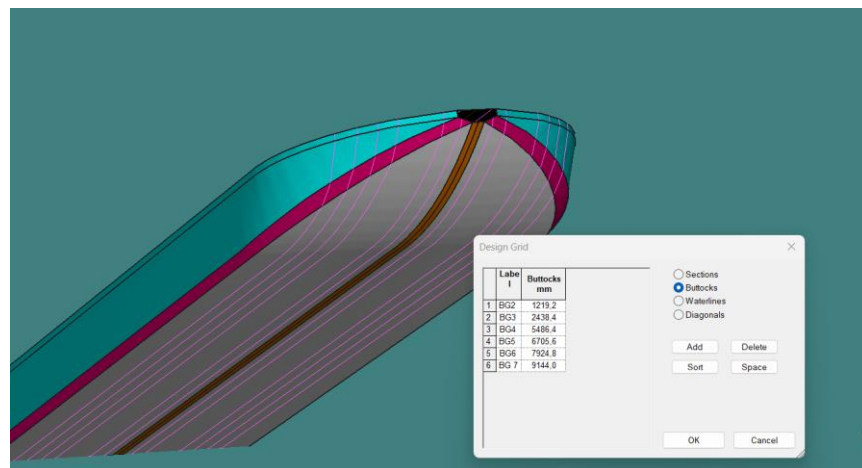 Design Grid
Labe
l
Buttocks
mm
1 BG2 1219,2
2 BG3 2438,4
3 BG4 5486,4
4 BG5 6705,6
5 BG6 7924,8
6 BG 7 9144,0
Sections
Buttocks
Waterlines
Diagonals
Add Delete
Sort Space
OK Cancel